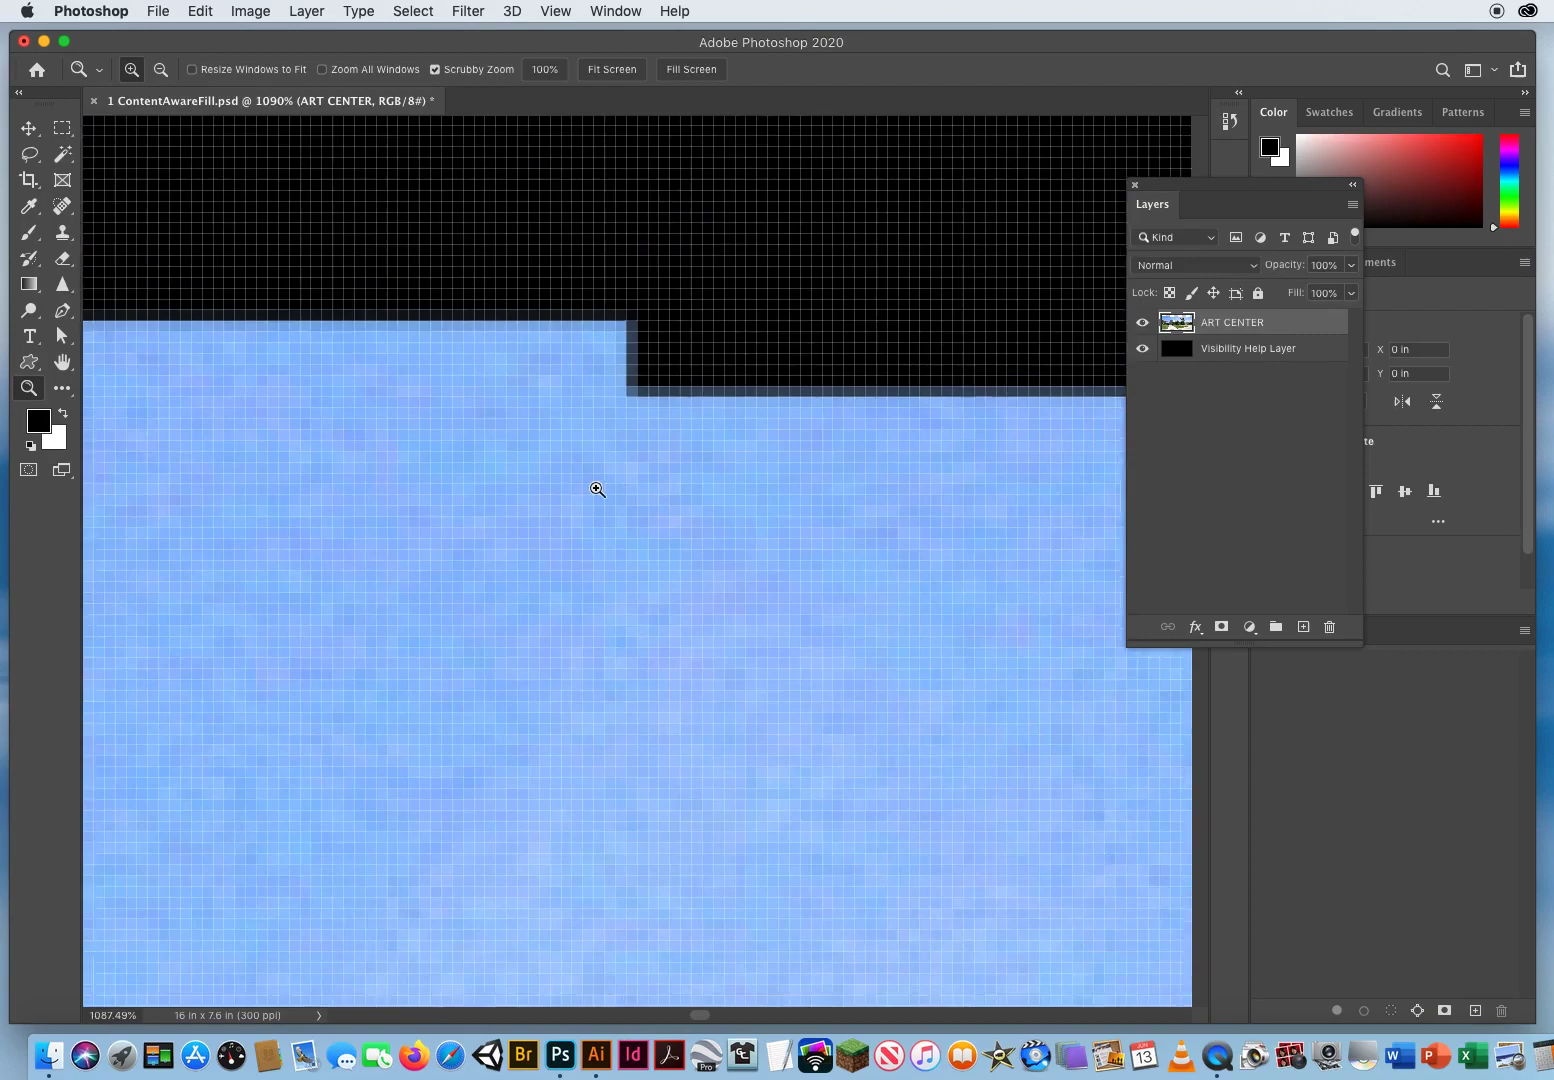 Photoshop File Edit Image Layer Type Select Filter 3D View Window Help
Adobe Photoshop 2020
Resize Windows to Fit Zoom All Windows Scrubby Zoom 100% Fit Screen Fill Screen
1 ContentAwareFill.psd @ 1090% (ART CENTER, RGB/8#) *
Color Swatches Gradients Patterns
Layers
Kind
Normal Opacity: 100%
ments
Lock: Fill: 100%
ART CENTER
Visibility Help Layer
X 0 in
Y 0 in
te
fx
1087.49% 16 in x 7.6 in (300 ppi)
Br Ps Ai Id Pro JUN 13 W P X